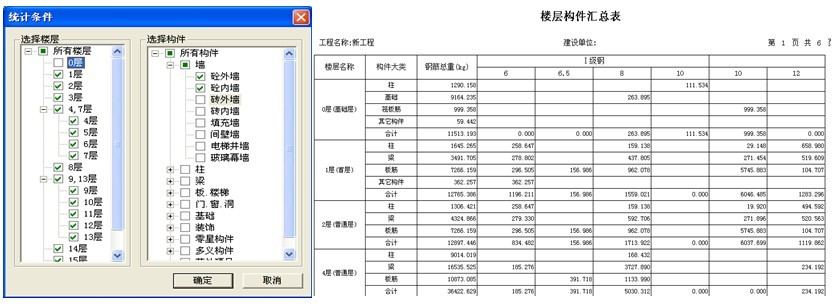 统计条件
选择楼层
所有楼层
0层
1层
2层
3层
4,7层
4层
5层
6层
7层
8层
9,13层
9层
10层
11层
12层
13层
14层
15层
选择构件
所有构件
墙
砼外墙
砼内墙
砖外墙
砖内墙
填充墙
间壁墙
电梯井墙
玻璃幕墙
柱
梁
板.楼梯
门.窗.洞
基础
装饰
零星构件
多义构件
确定 取消
楼层构件汇总表
工程名称:新工程 建设单位: 第 1 页 共 6 页
楼层名称 构件大类 钢筋总重(kg) I级钢
6 6.5 8 10 10 12
0层(基础层)
柱 1290.158 111.534
基础 9164.235 263.895
筏板筋 999.358 999.358
其它构件 59.442
合计 11513.193 0.000 0.000 263.895 111.534 999.358 0.000
1层(首层)
柱 1645.265 258.647 159.138 29.148 658.980
梁 3491.705 278.802 437.805 271.454 519.609
板筋 7266.159 296.505 156.986 962.078 5745.883 104.707
其它构件 362.257 362.257
合计 12765.386 1196.211 156.986 1559.021 0.000 6046.485 1283.296
2层(普通层)
柱 1306.421 258.647 159.138 19.920 494.592
梁 4324.866 279.330 592.706 271.896 520.563
板筋 7266.159 296.505 156.986 962.078 5745.883 104.707
合计 12897.446 834.482 156.986 1713.922 0.000 6037.699 1119.862
4层(普通层)
柱 9014.019 168.432
梁 16535.525 185.276 3727.890 234.192
板筋 10873.085 391.718 1133.990
合计 36422.629 185.276 391.718 5030.312 0.000 0.000 234.192